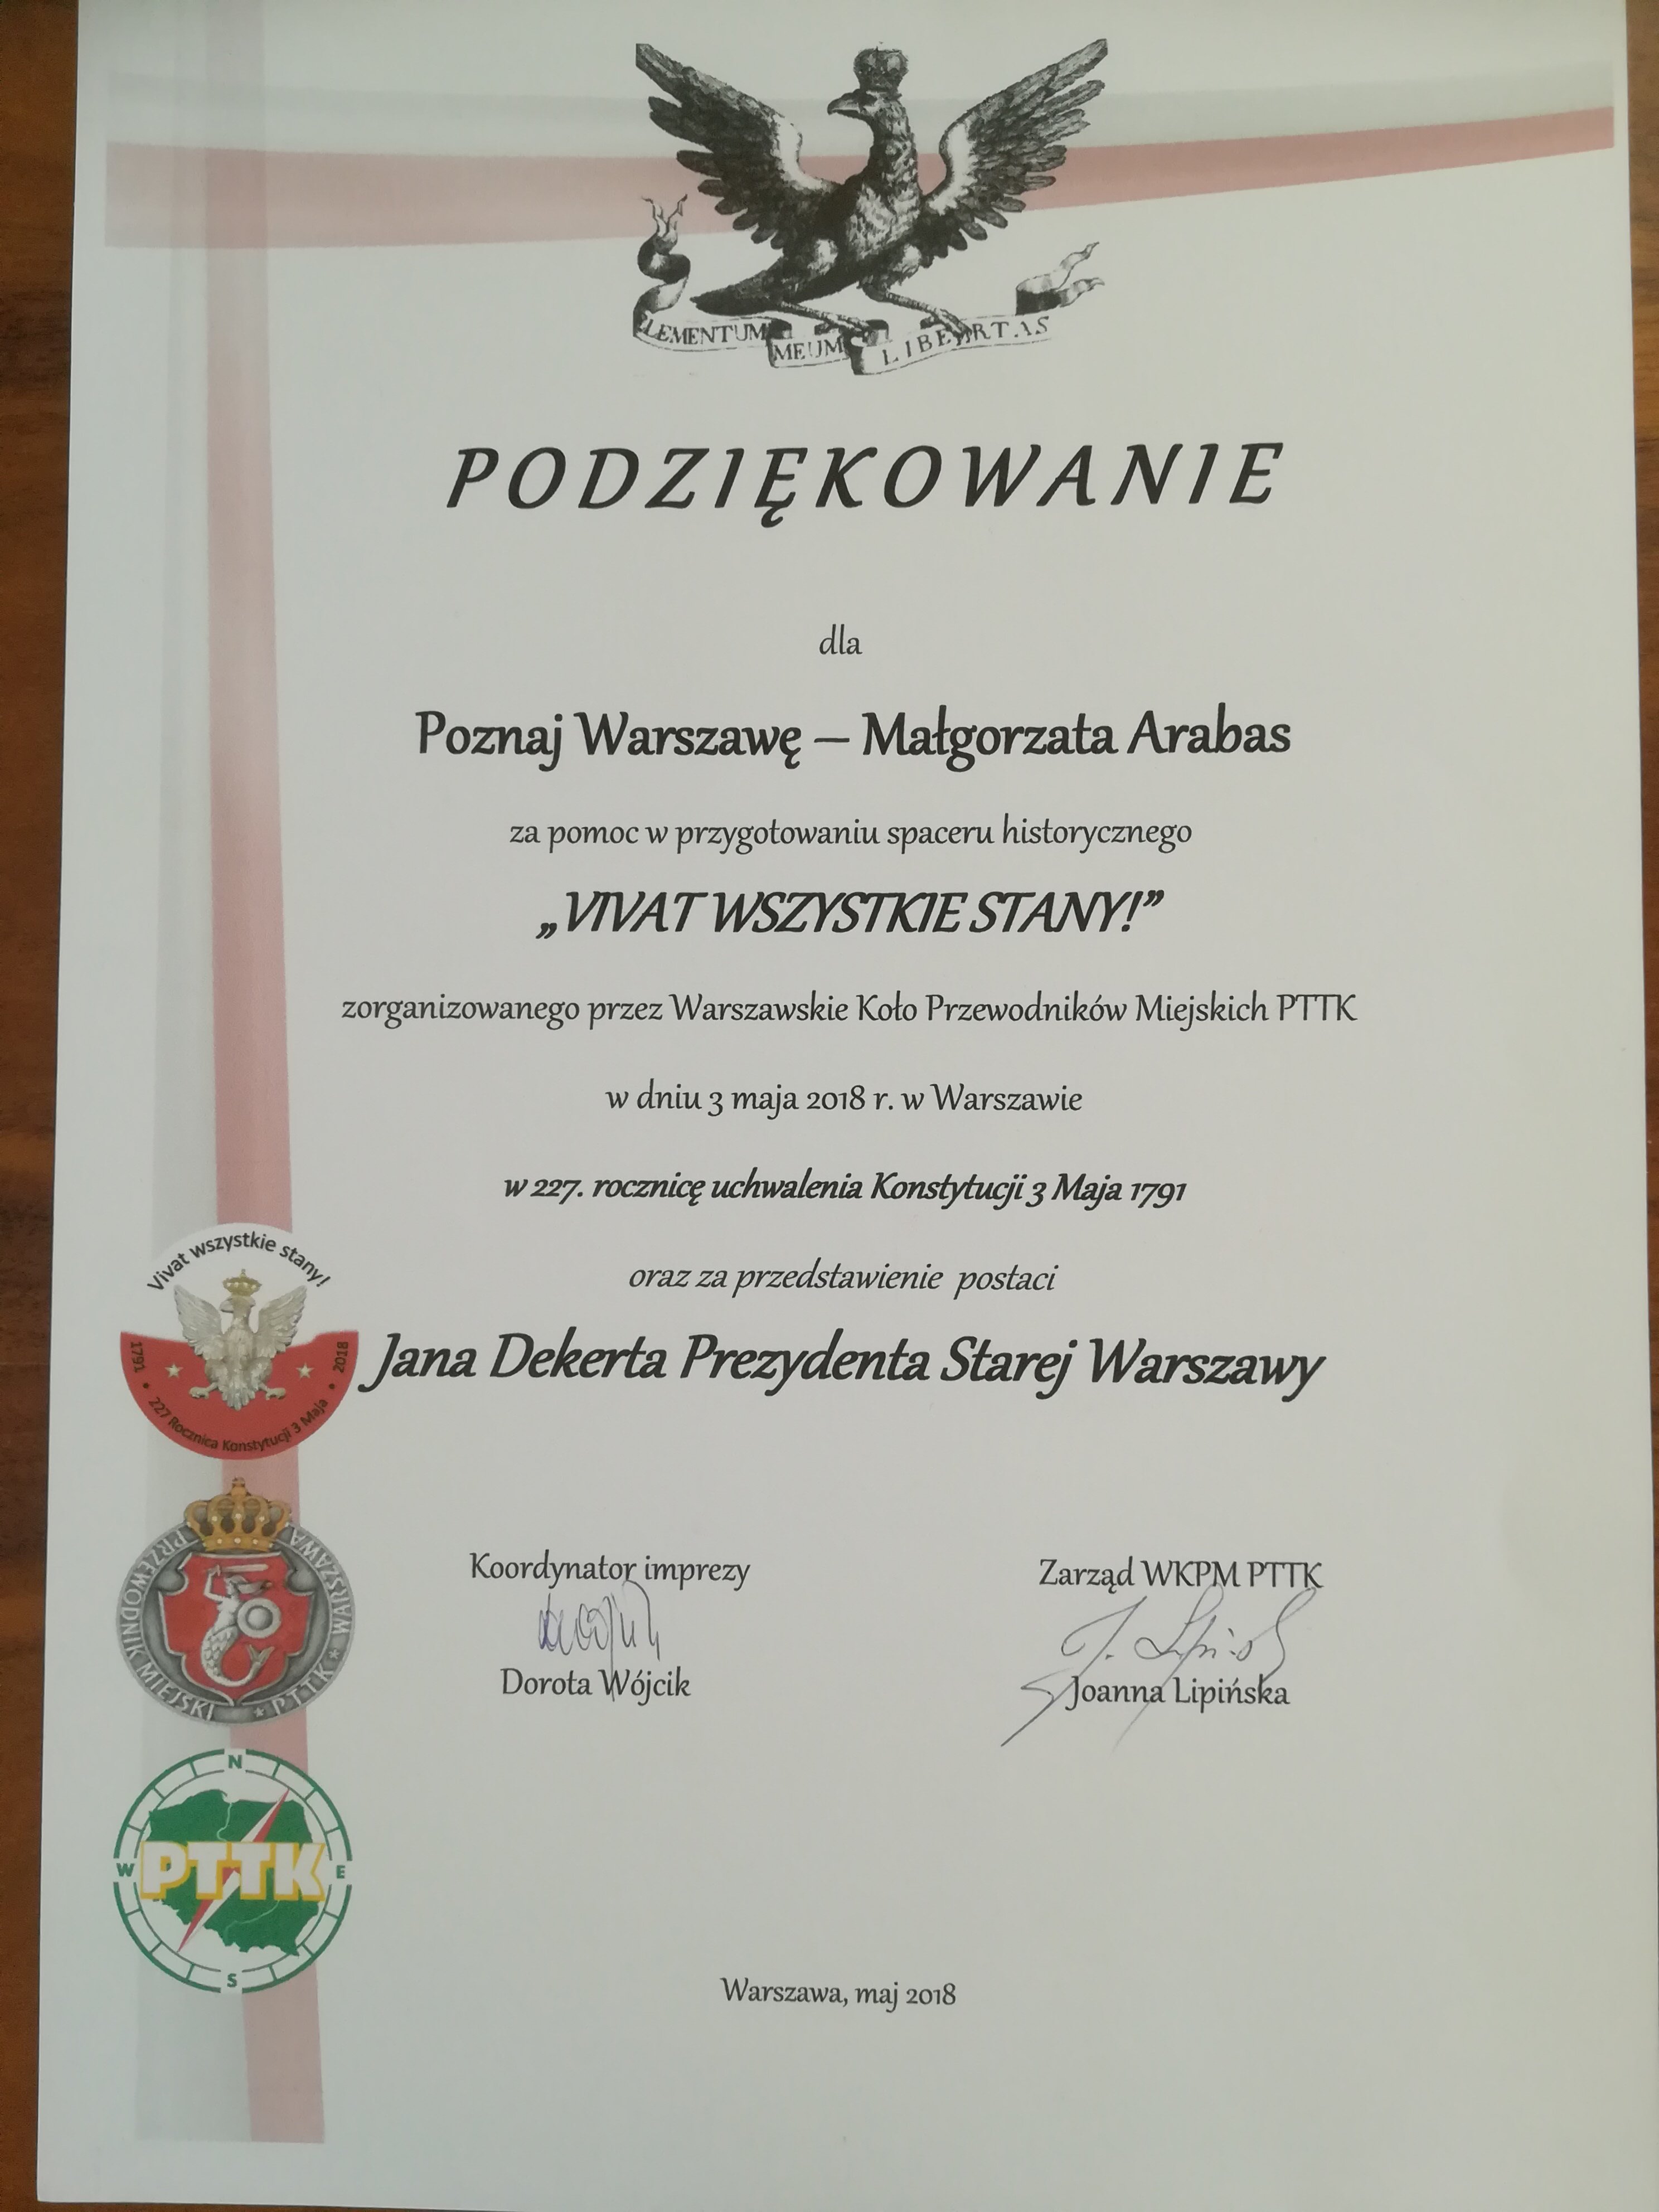 ELEMENTUM MEUM LIBERTAS
PODZIĘKOWANIE
dla
Poznaj Warszawę – Małgorzata Arabas
za pomoc w przygotowaniu spaceru historycznego
„VIVAT WSZYSTKIE STANY!”
zorganizowanego przez Warszawskie Koło Przewodników Miejskich PTTK
w dniu 3 maja 2018 r. w Warszawie
w 227. rocznicę uchwalenia Konstytucji 3 Maja 1791
oraz za przedstawienie postaci
Jana Dekerta Prezydenta Starej Warszawy
Vivat wszystkie stany!
1791 • 227 Rocznica Konstytucji 3 Maja • 2018
PRZEWODNIK MIEJSKI * PTTK * WARSZAWA
Koordynator imprezy
Dorota Wójcik
Zarząd WKPM PTTK
J. Lipińska
Joanna Lipińska
N
W PTTK E
S
Warszawa, maj 2018